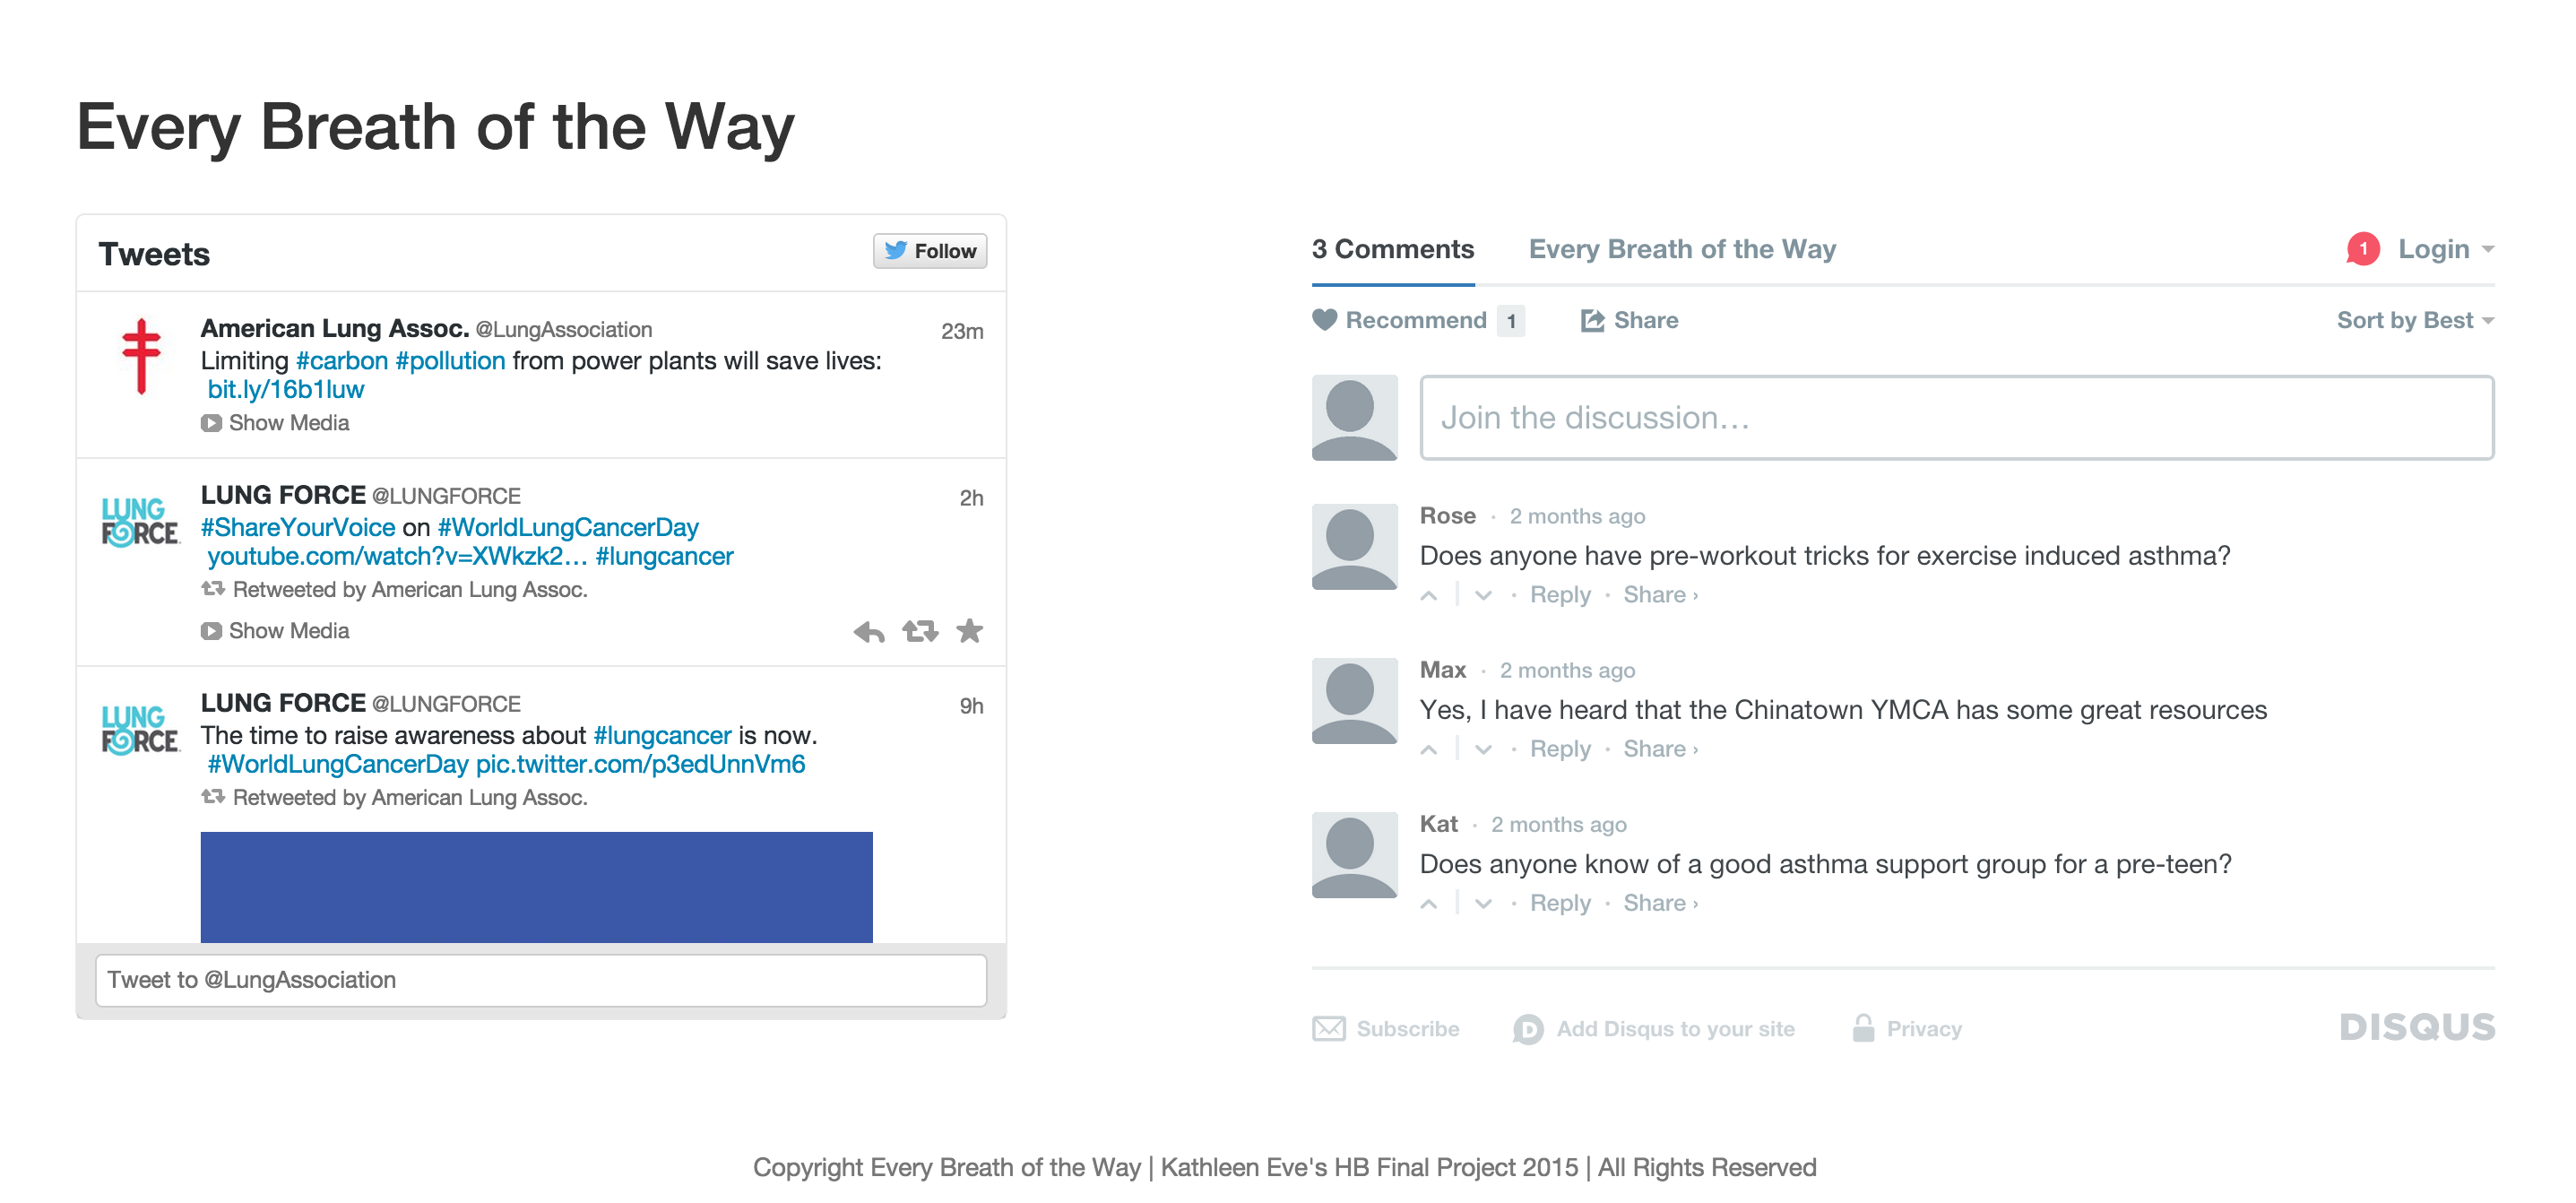 Every Breath of the Way
Tweets
Follow
American Lung Assoc. @LungAssociation 23m
Limiting #carbon #pollution from power plants will save lives:
bit.ly/16b1luw
Show Media
LUNG FORCE
LUNG FORCE @LUNGFORCE 2h
#ShareYourVoice on #WorldLungCancerDay
youtube.com/watch?v=XWkzk2… #lungcancer
Retweeted by American Lung Assoc.
Show Media
LUNG FORCE
LUNG FORCE @LUNGFORCE 9h
The time to raise awareness about #lungcancer is now.
#WorldLungCancerDay pic.twitter.com/p3edUnnVm6
Retweeted by American Lung Assoc.
Tweet to @LungAssociation
3 Comments Every Breath of the Way 1 Login
Recommend 1 Share Sort by Best
Join the discussion…
Rose · 2 months ago
Does anyone have pre-workout tricks for exercise induced asthma?
· Reply · Share ›
Max · 2 months ago
Yes, I have heard that the Chinatown YMCA has some great resources
· Reply · Share ›
Kat · 2 months ago
Does anyone know of a good asthma support group for a pre-teen?
· Reply · Share ›
Subscribe D Add Disqus to your site Privacy DISQUS
Copyright Every Breath of the Way | Kathleen Eve's HB Final Project 2015 | All Rights Reserved